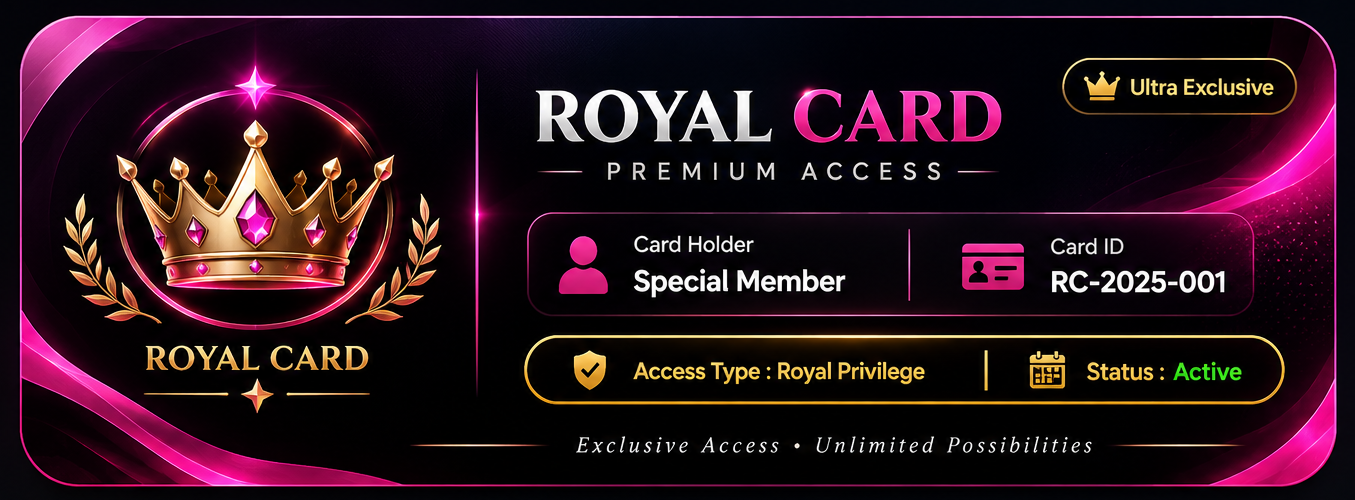 ROYAL CARD
ROYAL CARD
PREMIUM ACCESS
Ultra Exclusive
Card Holder
Special Member
Card ID
RC-2025-001
Access Type : Royal Privilege
Status : Active
Exclusive Access • Unlimited Possibilities